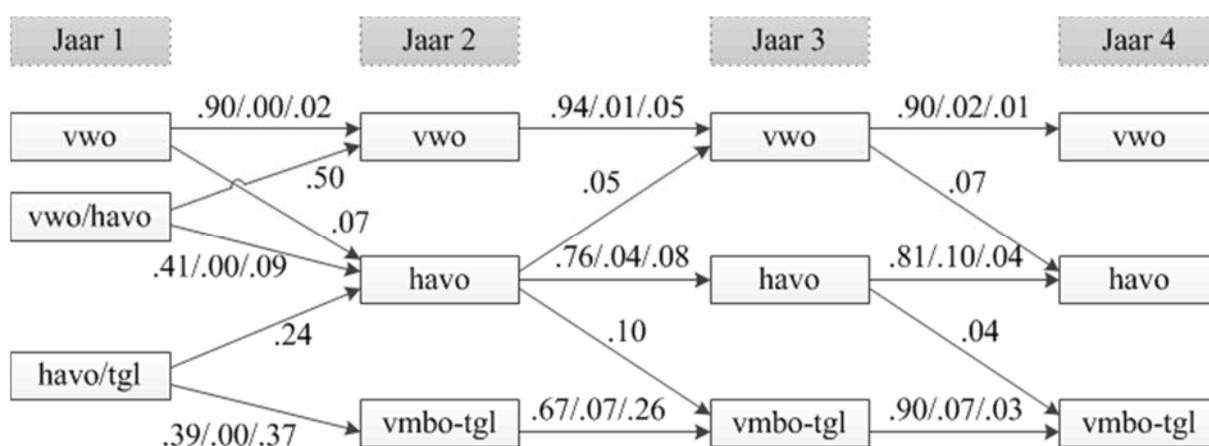 Jaar 1 Jaar 2 Jaar 3 Jaar 4
.90/.00/.02 .94/.01/.05 .90/.02/.01
vwo vwo vwo vwo
.50 .05 .07
vwo/havo
.07
.41/.00/.09 .76/.04/.08 .81/.10/.04
havo havo havo
.24 .10 .04
havo/tgl
.39/.00/.37 .67/.07/.26 .90/.07/.03
vmbo-tgl vmbo-tgl vmbo-tgl